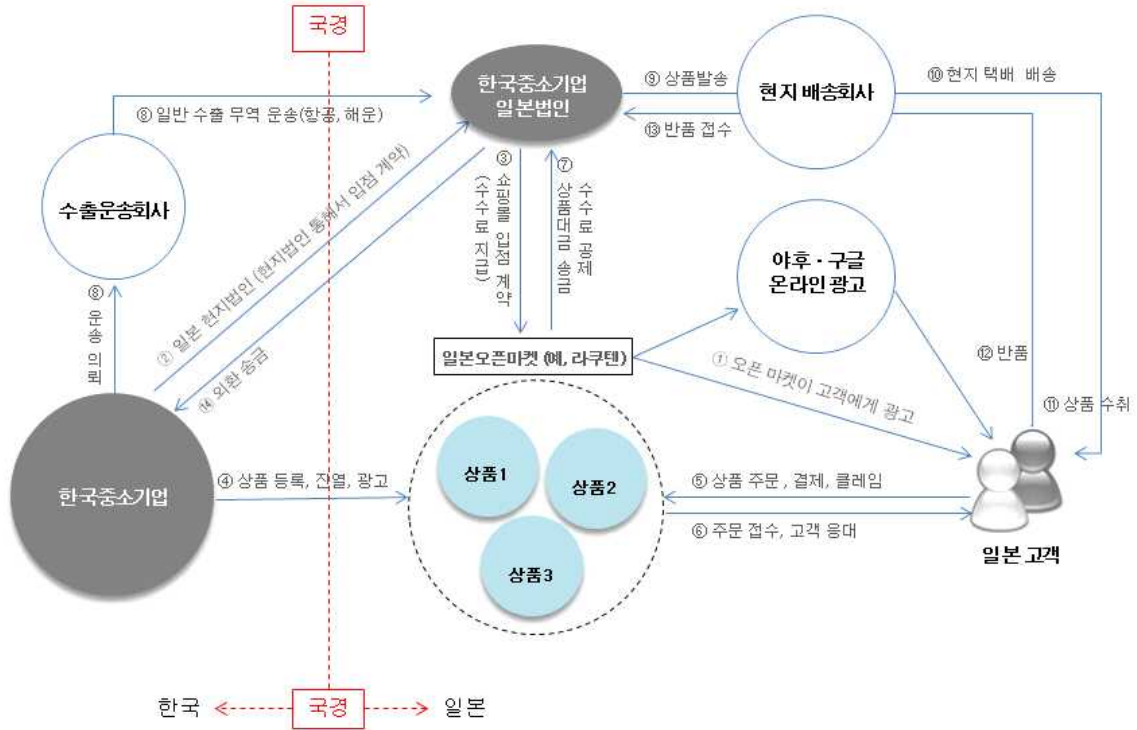 국경
한국중소기업
일본법인
⑨ 상품발송
현지 배송회사
⑩ 현지 택배 배송
⑧ 일반 수출 무역 운송(항공, 해운)
⑬ 반품 접수
수출운송회사
② 일본 현지법인 (현지법인 통해서 입점 계약)
③ 쇼핑몰 입점 계약
(수수료 지급)
⑦ 상품대금 송금
수수료 공제
야후 · 구글
온라인 광고
⑧ 운송 의뢰
⑭ 외환 송금
일본오픈마켓 (예, 라쿠텐)
① 오픈 마켓이 고객에게 광고
⑫ 반품
⑪ 상품 수취
한국중소기업
④ 상품 등록, 진열, 광고
상품1
상품2
상품3
⑤ 상품 주문, 결제, 클레임
⑥ 주문 접수, 고객 응대
일본 고객
한국
국경
일본